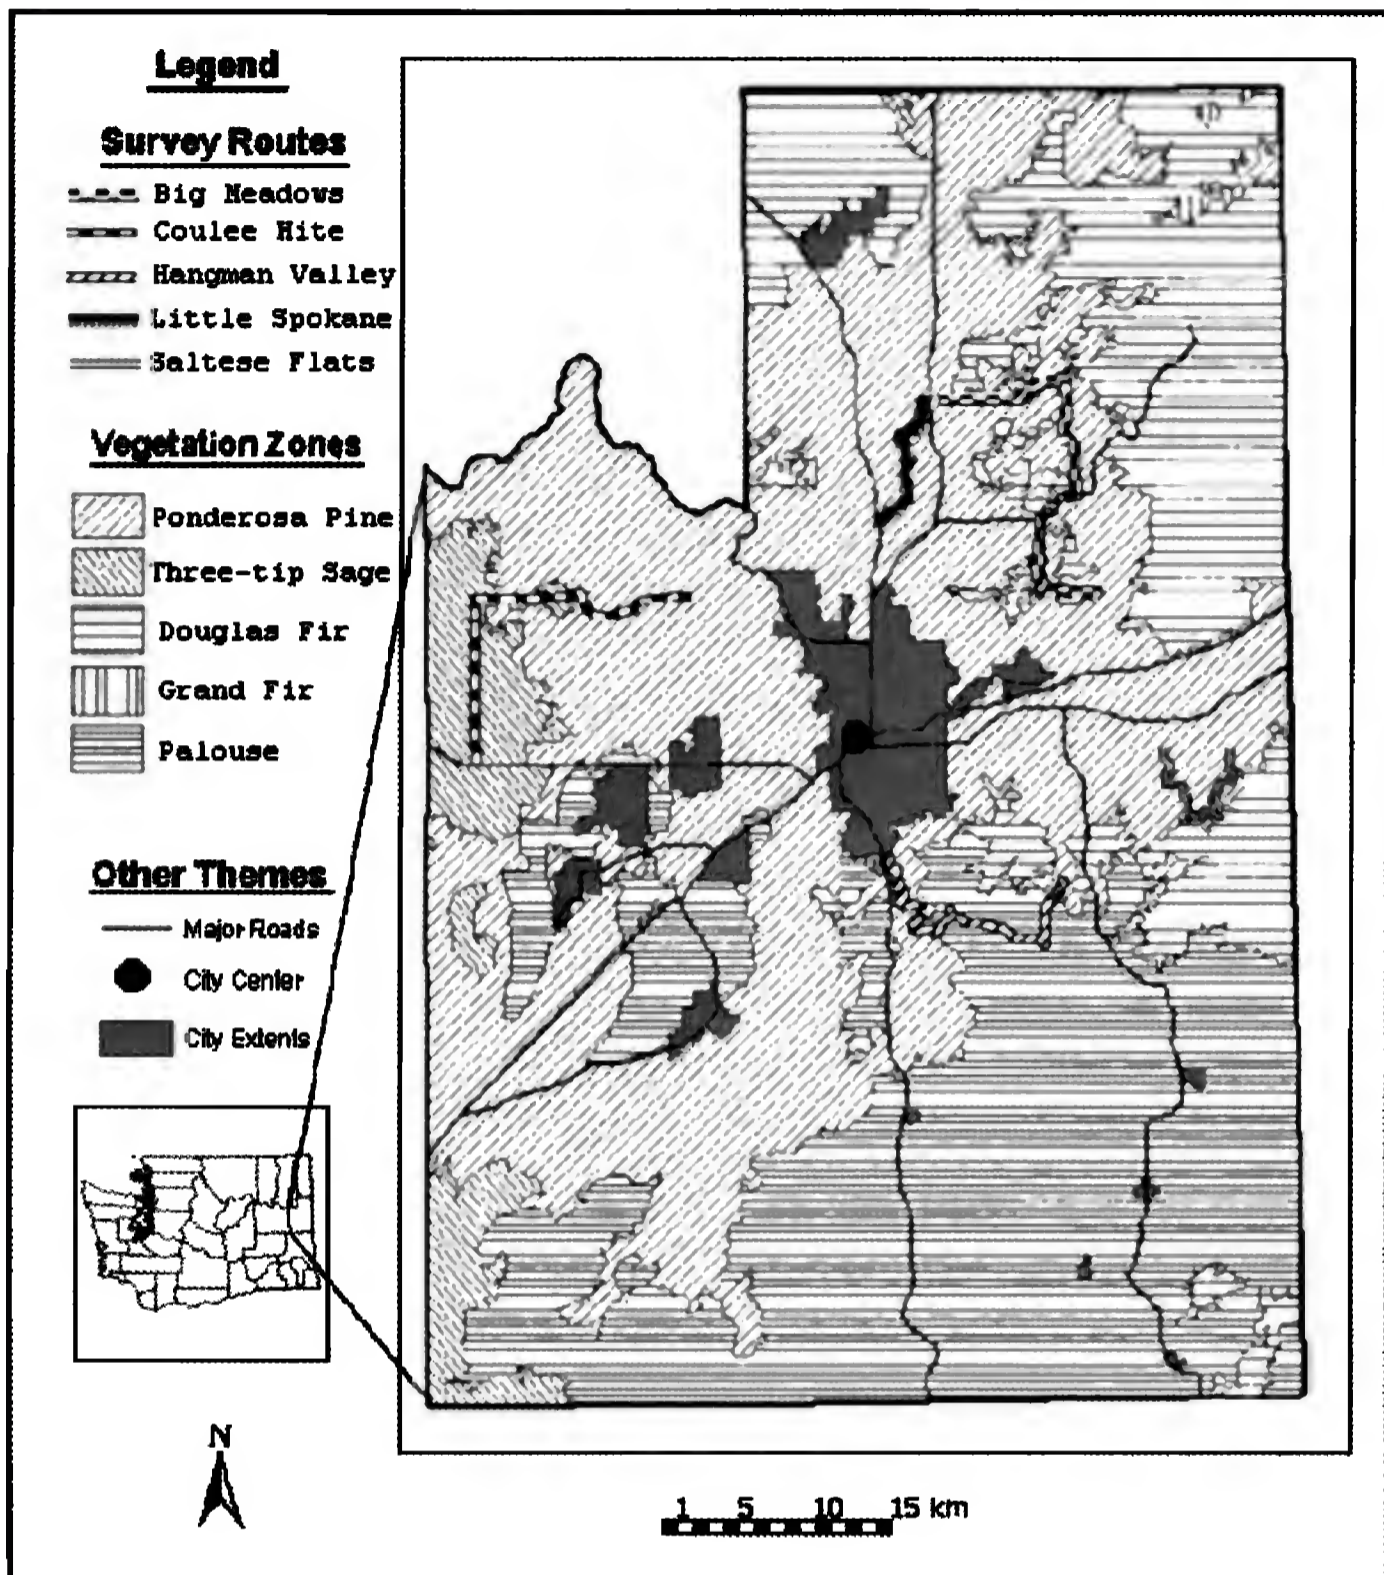 Legend
Survey Routes
Big Meadows
Coulee Hite
Hangman Valley
Little Spokane
Saltese Flats
Vegetation Zones
Ponderosa Pine
Three-tip Sage
Douglas Fir
Grand Fir
Palouse
Other Themes
Major Roads
City Center
City Extents
N
1 5 10 15 km